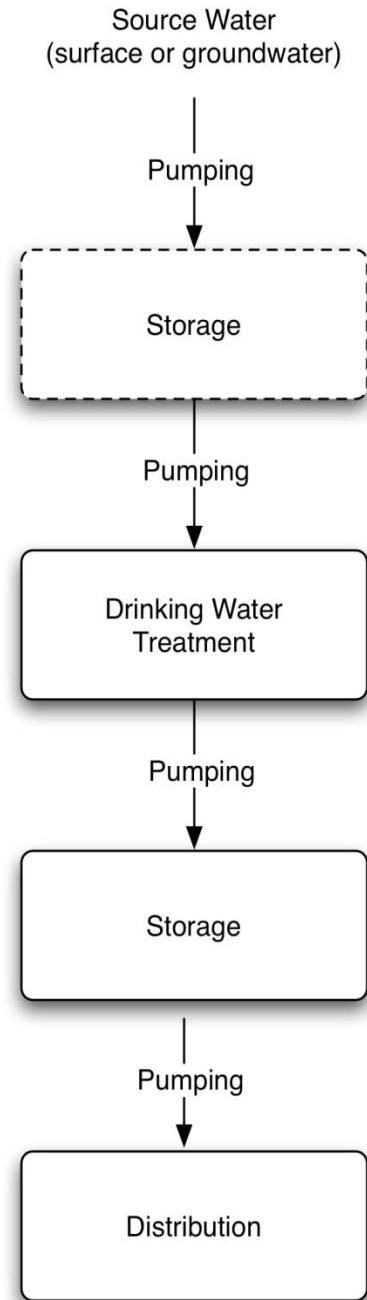 Source Water
(surface or groundwater)
Pumping
Storage
Pumping
Drinking Water
Treatment
Pumping
Storage
Pumping
Distribution